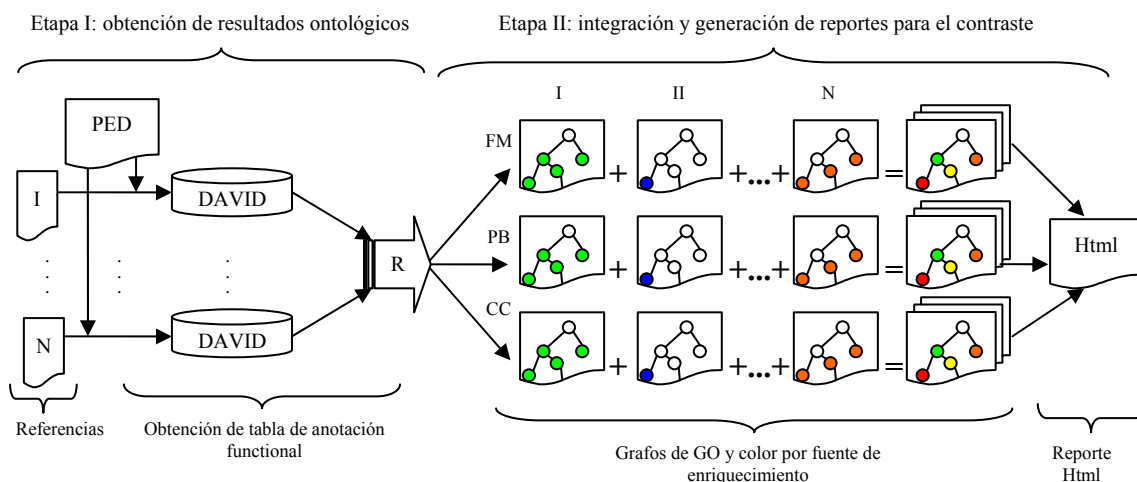 Etapa I: obtención de resultados ontológicos
Etapa II: integración y generación de reportes para el contraste
I
II
N
PED
FM
I
DAVID
+
+...+
=
PB
Html
R
+
+...+
=
CC
N
DAVID
+
+...+
=
Referencias
Obtención de tabla de anotación
functional
Grafos de GO y color por fuente de
enriquecimiento
Reporte
Html